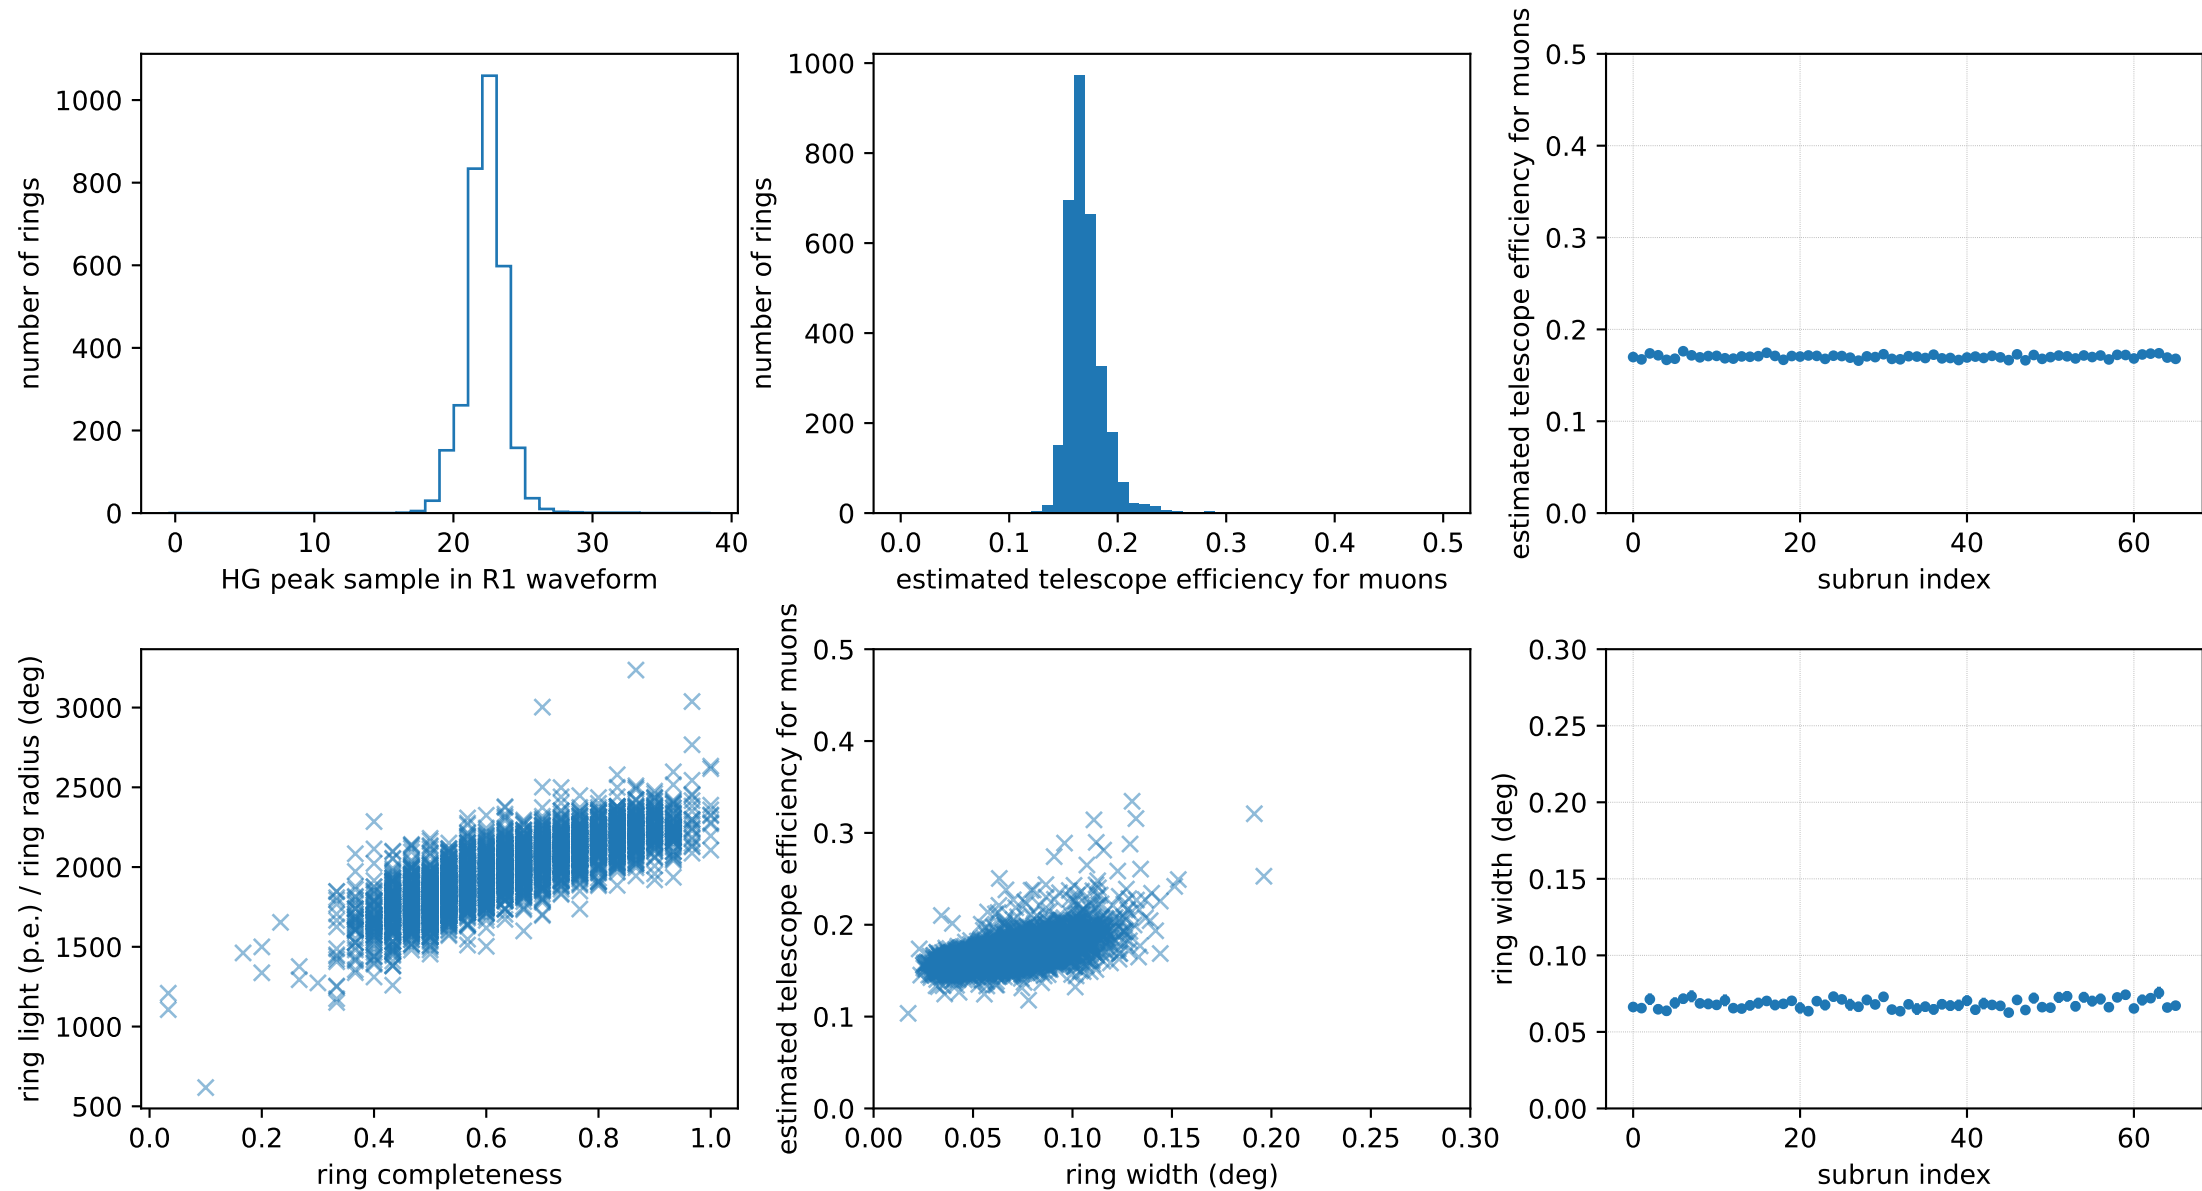 number of rings
1000
800
600
400
200
0
0 10 20 30 40
HG peak sample in R1 waveform
number of rings
1000
800
600
400
200
0
0.0 0.1 0.2 0.3 0.4 0.5
estimated telescope efficiency for muons
estimated telescope efficiency for muons
0.5
0.4
0.3
0.2
0.1
0.0
0 20 40 60
subrun index
ring light (p.e.) / ring radius (deg)
3000
2500
2000
1500
1000
500
0.0 0.2 0.4 0.6 0.8 1.0
ring completeness
estimated telescope efficiency for muons
0.5
0.4
0.3
0.2
0.1
0.0
0.00 0.05 0.10 0.15 0.20 0.25 0.30
ring width (deg)
ring width (deg)
0.30
0.25
0.20
0.15
0.10
0.05
0.00
0 20 40 60
subrun index